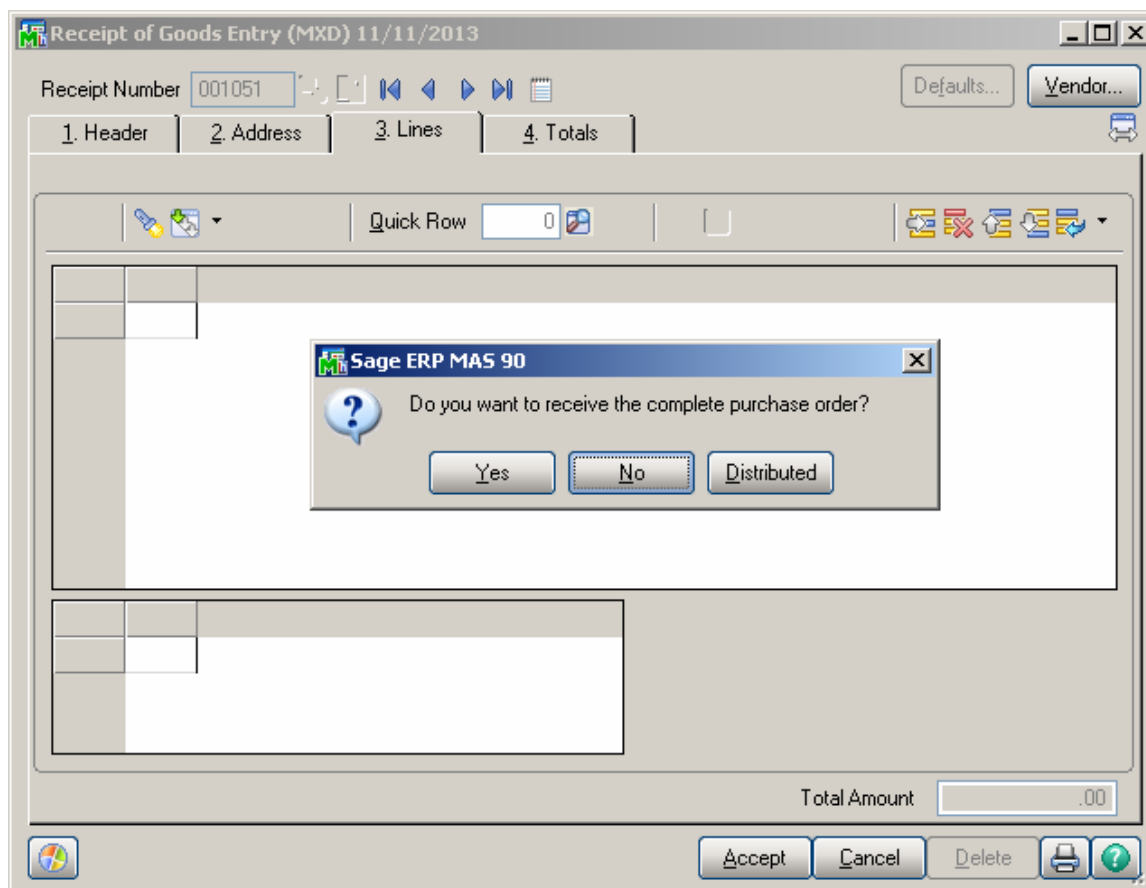 Receipt of Goods Entry (MXD) 11/11/2013
Receipt Number 001051 Defaults... Vendor...
1. Header 2. Address 3. Lines 4. Totals
Quick Row 0
Sage ERP MAS 90
Do you want to receive the complete purchase order?
Yes No Distributed
Total Amount .00
Accept Cancel Delete